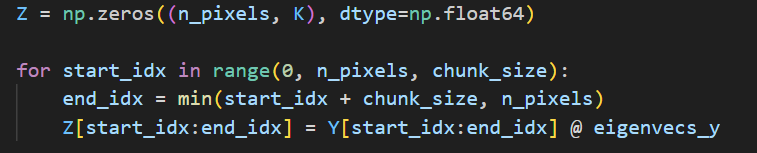 Z = np.zeros((n_pixels, K), dtype=np.float64)
for start_idx in range(0, n_pixels, chunk_size):
    end_idx = min(start_idx + chunk_size, n_pixels)
    Z[start_idx:end_idx] = Y[start_idx:end_idx] @ eigenvecs_y